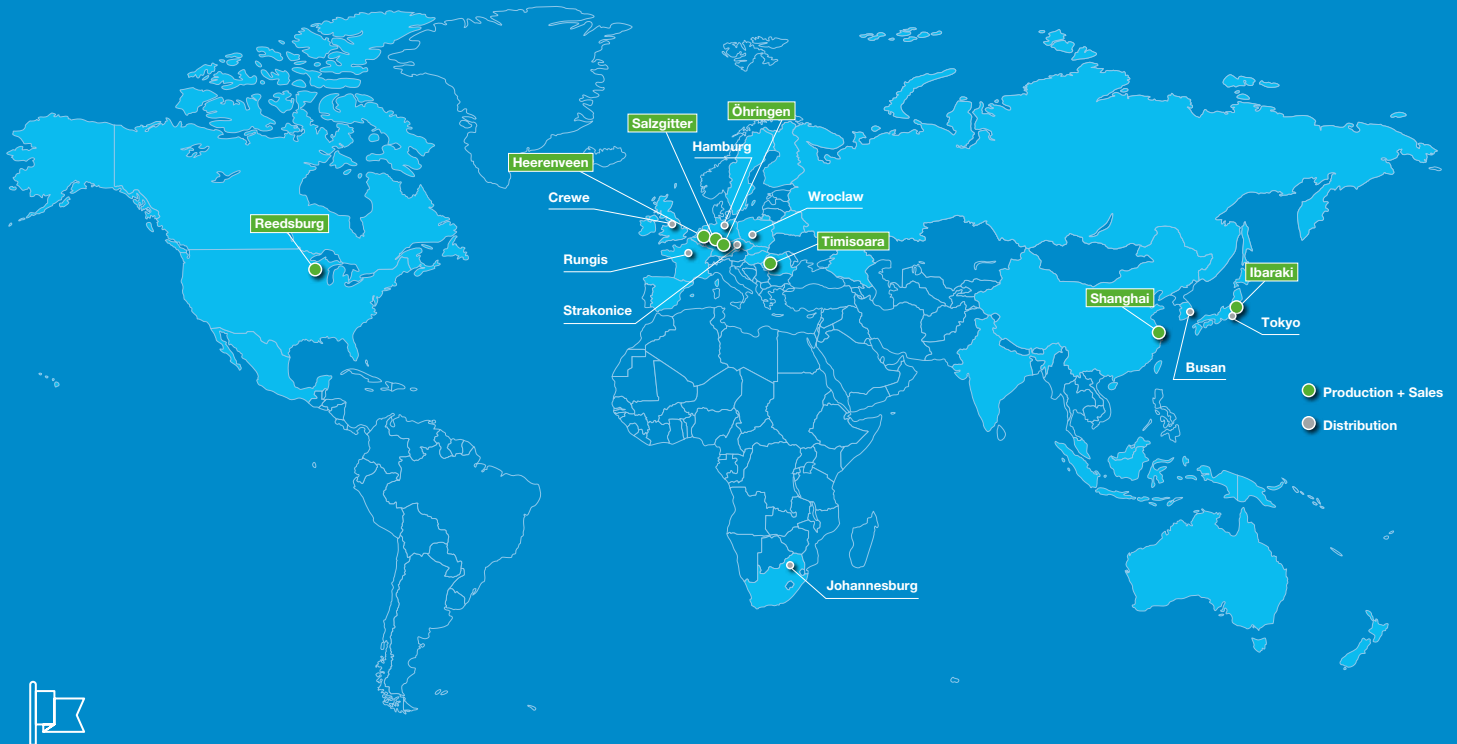 Öhringen
Salzgitter
Hamburg
Heerenveen
Crewe
Wroclaw
Reedsburg
Timisoara
Rungis
Ibaraki
Shanghai
Strakonice
Tokyo
Busan
Production + Sales
Distribution
Johannesburg